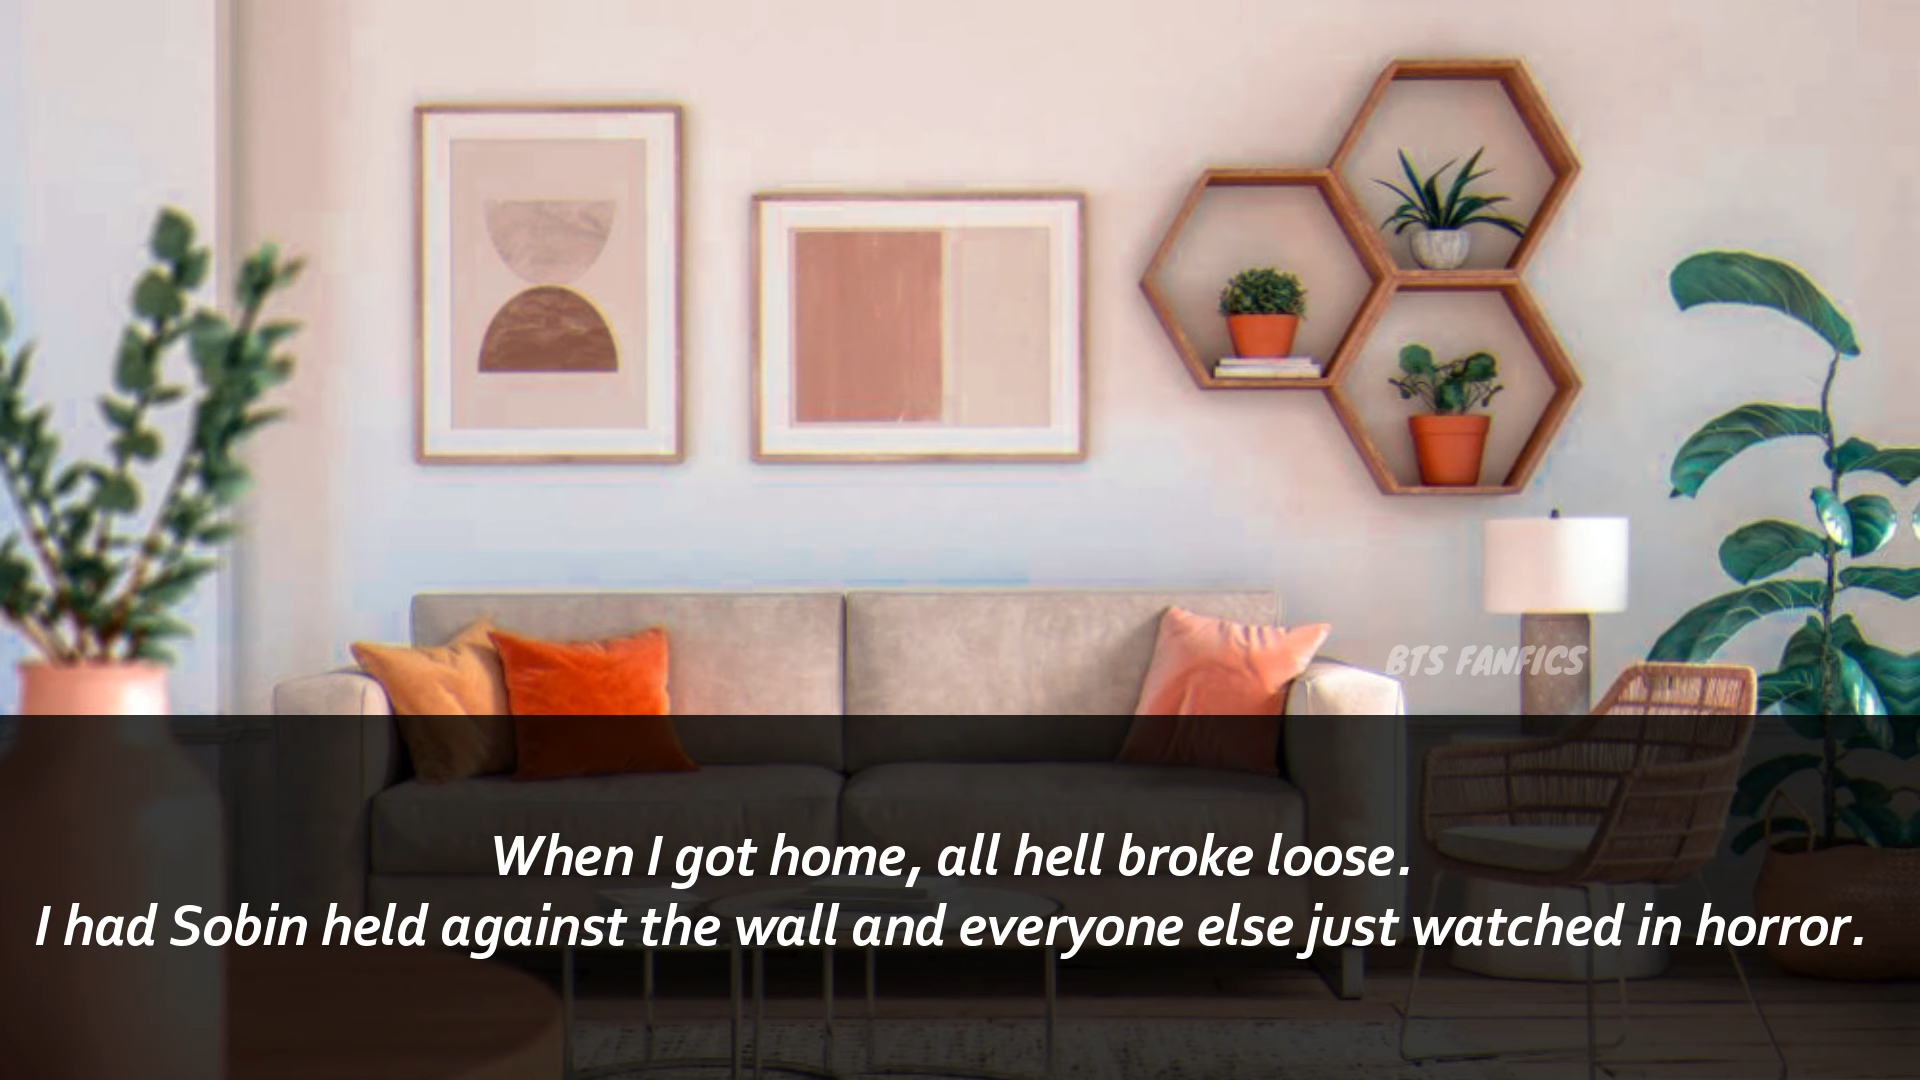 BTS FANFICS
When I got home, all hell broke loose.
I had Sobin held against the wall and everyone else just watched in horror.